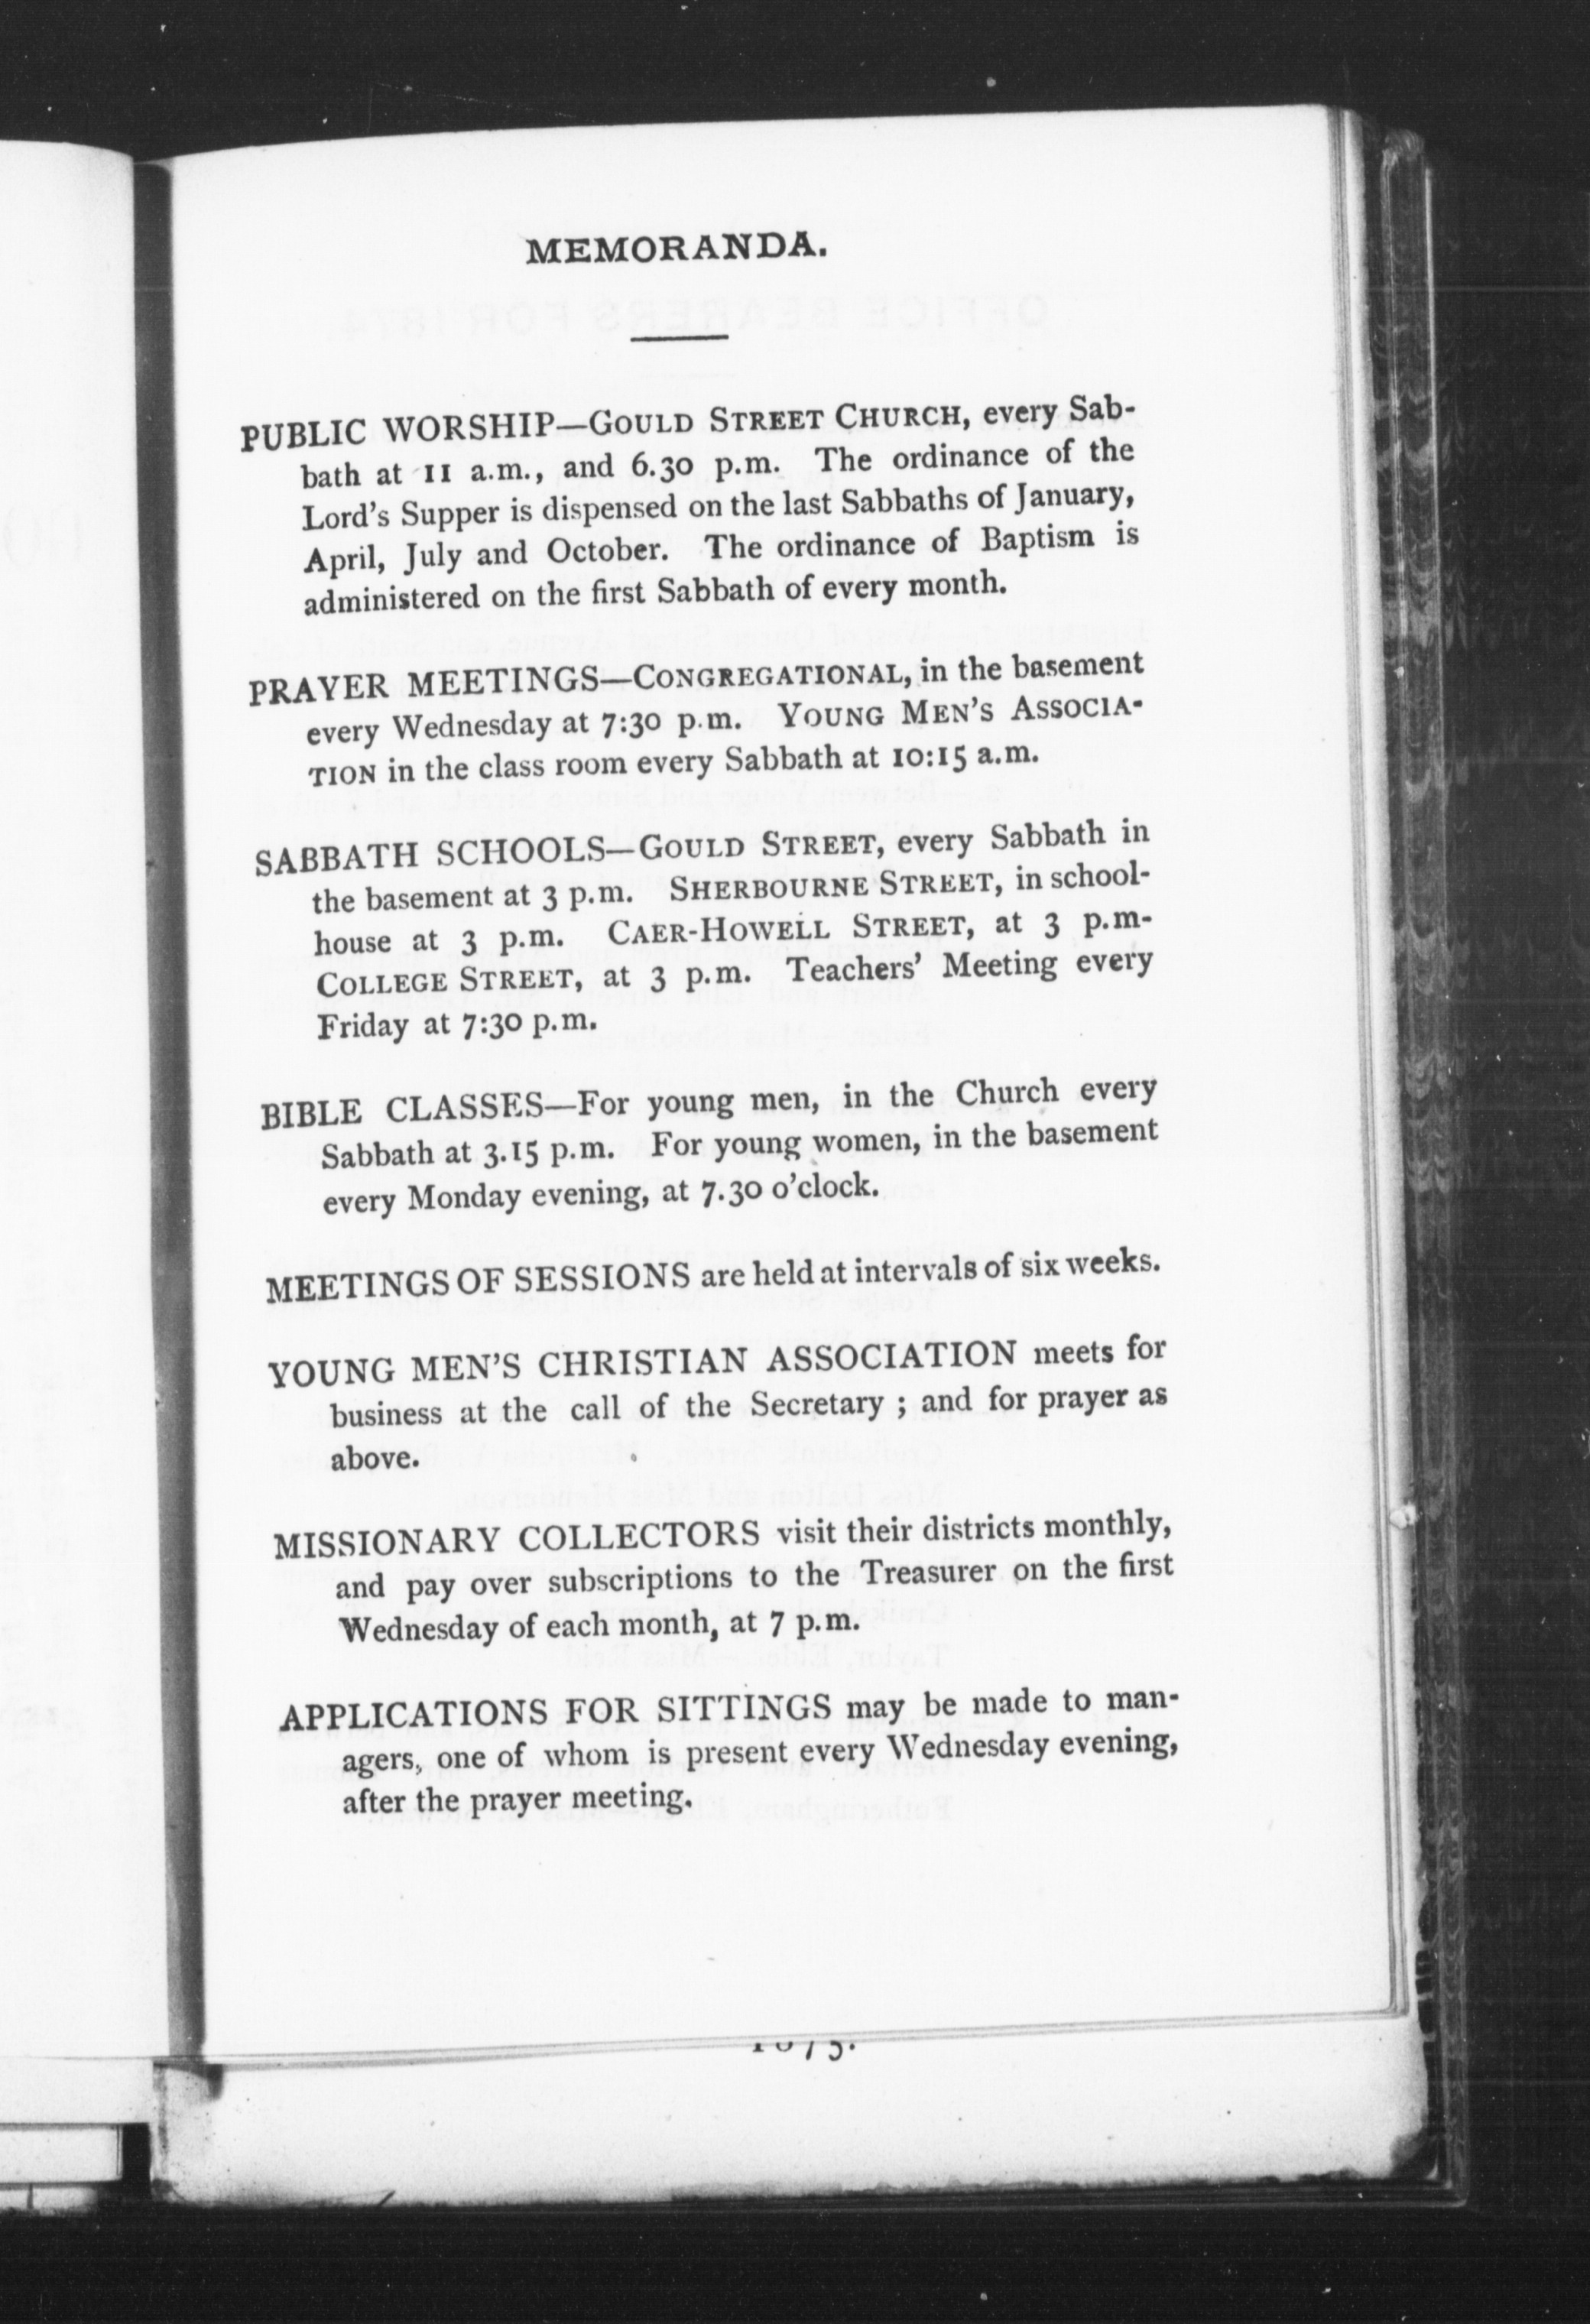 MEMORANDA.
PUBLIC WORSHIP—GOULD STREET CHURCH, every Sab-
bath at 11 a.m., and 6.30 p.m. The ordinance of the
Lord's Supper is dispensed on the last Sabbaths of January,
April, July and October. The ordinance of Baptism is
administered on the first Sabbath of every month.
PRAYER MEETINGS—CONGREGATIONAL, in the basement
every Wednesday at 7:30 p.m. YOUNG MEN'S ASSOCIA-
TION in the class room every Sabbath at 10:15 a.m.
SABBATH SCHOOLS—GOULD STREET, every Sabbath in
the basement at 3 p.m. SHERBOURNE STREET, in school-
house at 3 p.m. CAER-HOWELL STREET, at 3 p.m-
COLLEGE STREET, at 3 p.m. Teachers' Meeting every
Friday at 7:30 p.m.
BIBLE CLASSES—For young men, in the Church every
Sabbath at 3.15 p.m. For young women, in the basement
every Monday evening, at 7.30 o'clock.
MEETINGS OF SESSIONS are held at intervals of six weeks.
YOUNG MEN'S CHRISTIAN ASSOCIATION meets for
business at the call of the Secretary ; and for prayer as
above.
MISSIONARY COLLECTORS visit their districts monthly,
and pay over subscriptions to the Treasurer on the first
Wednesday of each month, at 7 p.m.
APPLICATIONS FOR SITTINGS may be made to man-
agers, one of whom is present every Wednesday evening,
after the prayer meeting.